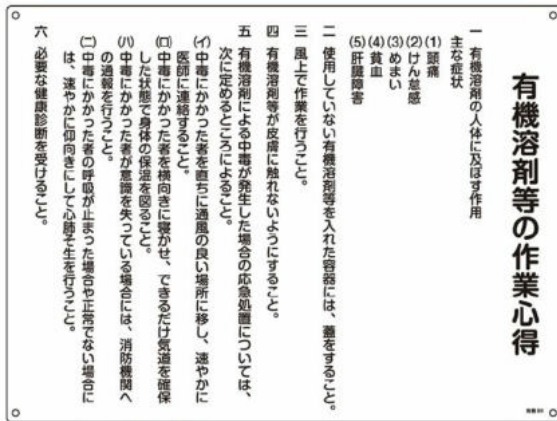 有機溶剤等の作業心得
一 有機溶剤の人体に及ぼす作用
主な症状
(1)頭痛
(2)けん怠感
(3)めまい
(4)貧血
(5)肝臓障害
二 使用していない有機溶剤等を入れた容器には、蓋をすること。
三 風上で作業を行うこと。
四 有機溶剤等が皮膚に触れないようにすること。
五 有機溶剤による中毒が発生した場合の応急処置については、
次に定めるところによること。
(イ)中毒にかかった者を直ちに通風の良い場所に移し、速やかに
医師に連絡すること。
(ロ)中毒にかかった者を横向きに寝かせ、できるだけ気道を確保
した状態で身体の保温を図ること。
(ハ)中毒にかかった者が意識を失っている場合には、消防機関へ
の通報を行うこと。
(ニ)中毒にかかった者の呼吸が止まった場合や正常でない場合に
は、速やかに仰向きにして心肺そ生を行うこと。
六 必要な健康診断を受けること。